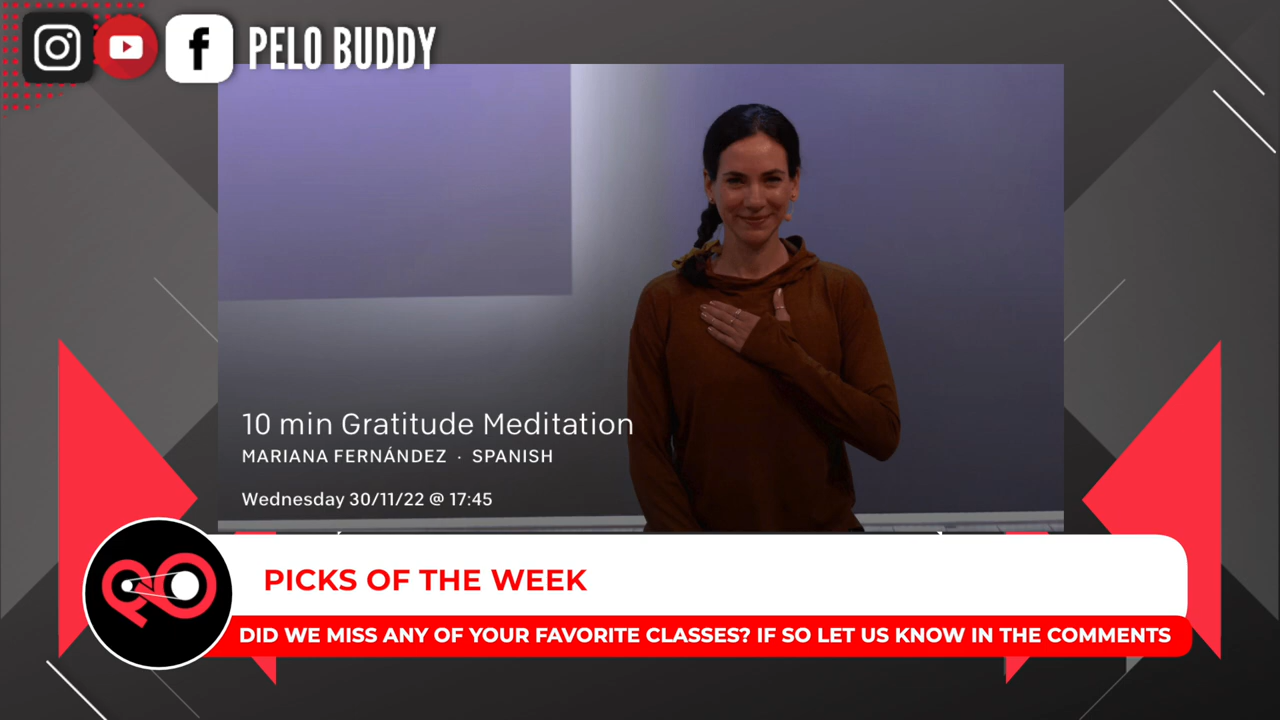 PELO BUDDY
10 min Gratitude Meditation
MARIANA FERNÁNDEZ · SPANISH
Wednesday 30/11/22 @ 17:45
PICKS OF THE WEEK
DID WE MISS ANY OF YOUR FAVORITE CLASSES? IF SO LET US KNOW IN THE COMMENTS